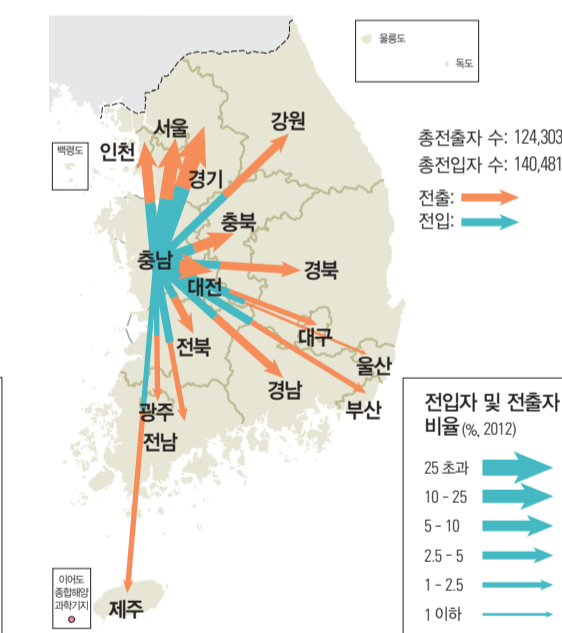 울릉도
독도
백령도
인천
서울
강원
경기
총전출자 수: 124,303
총전입자 수: 140,481
전출:
전입:
충북
충남
대전
경북
대구
울산
전북
경남
부산
광주
전남
제주
이어도
종합해양
과학기지
전입자 및 전출자
비율 (%, 2012)
25 초과
10 - 25
5 - 10
2.5 - 5
1 - 2.5
1 이하